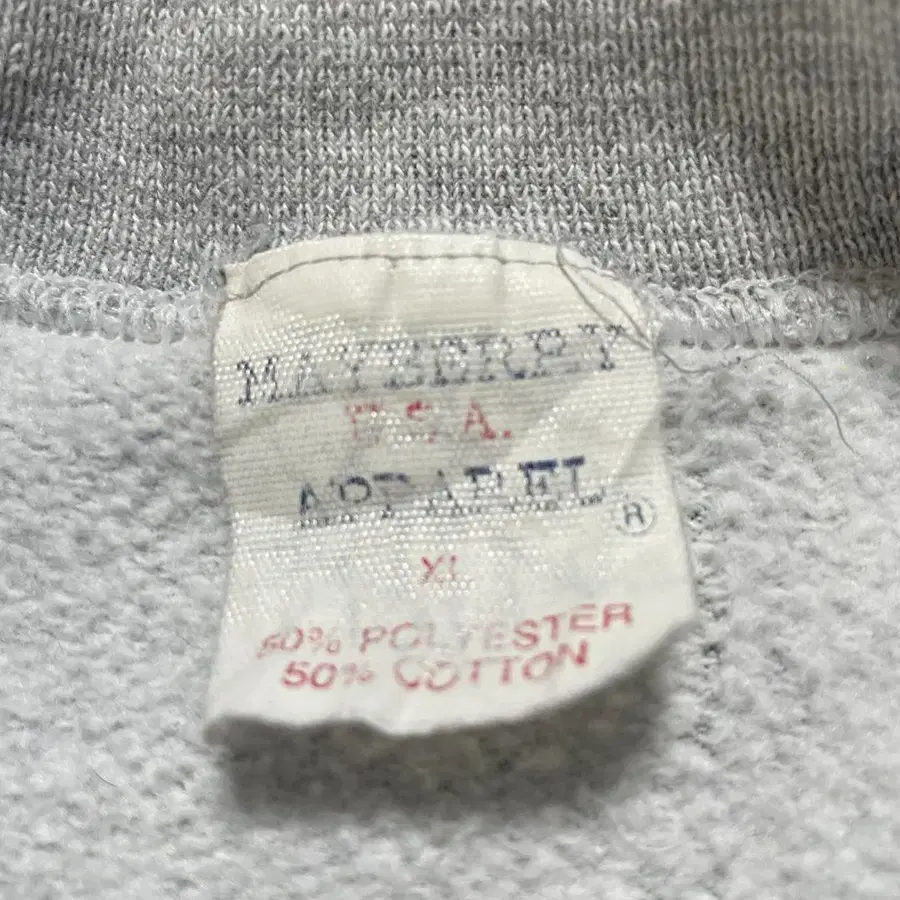 MAYBERRY
U.S.A.
APPAREL ®
XL
50% POLYESTER
50% COTTON